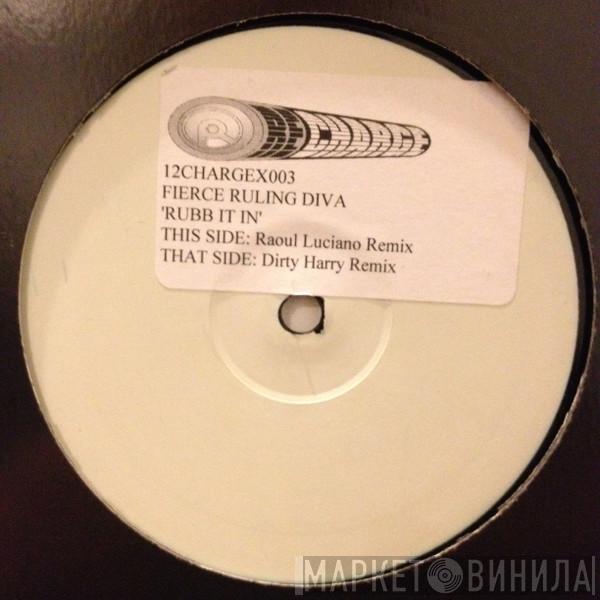 CHARGE
12CHARGEX003
FIERCE RULING DIVA
'RUBB IT IN'
THIS SIDE: Raoul Luciano Remix
THAT SIDE: Dirty Harry Remix
МАРКЕТ ВИНИЛА